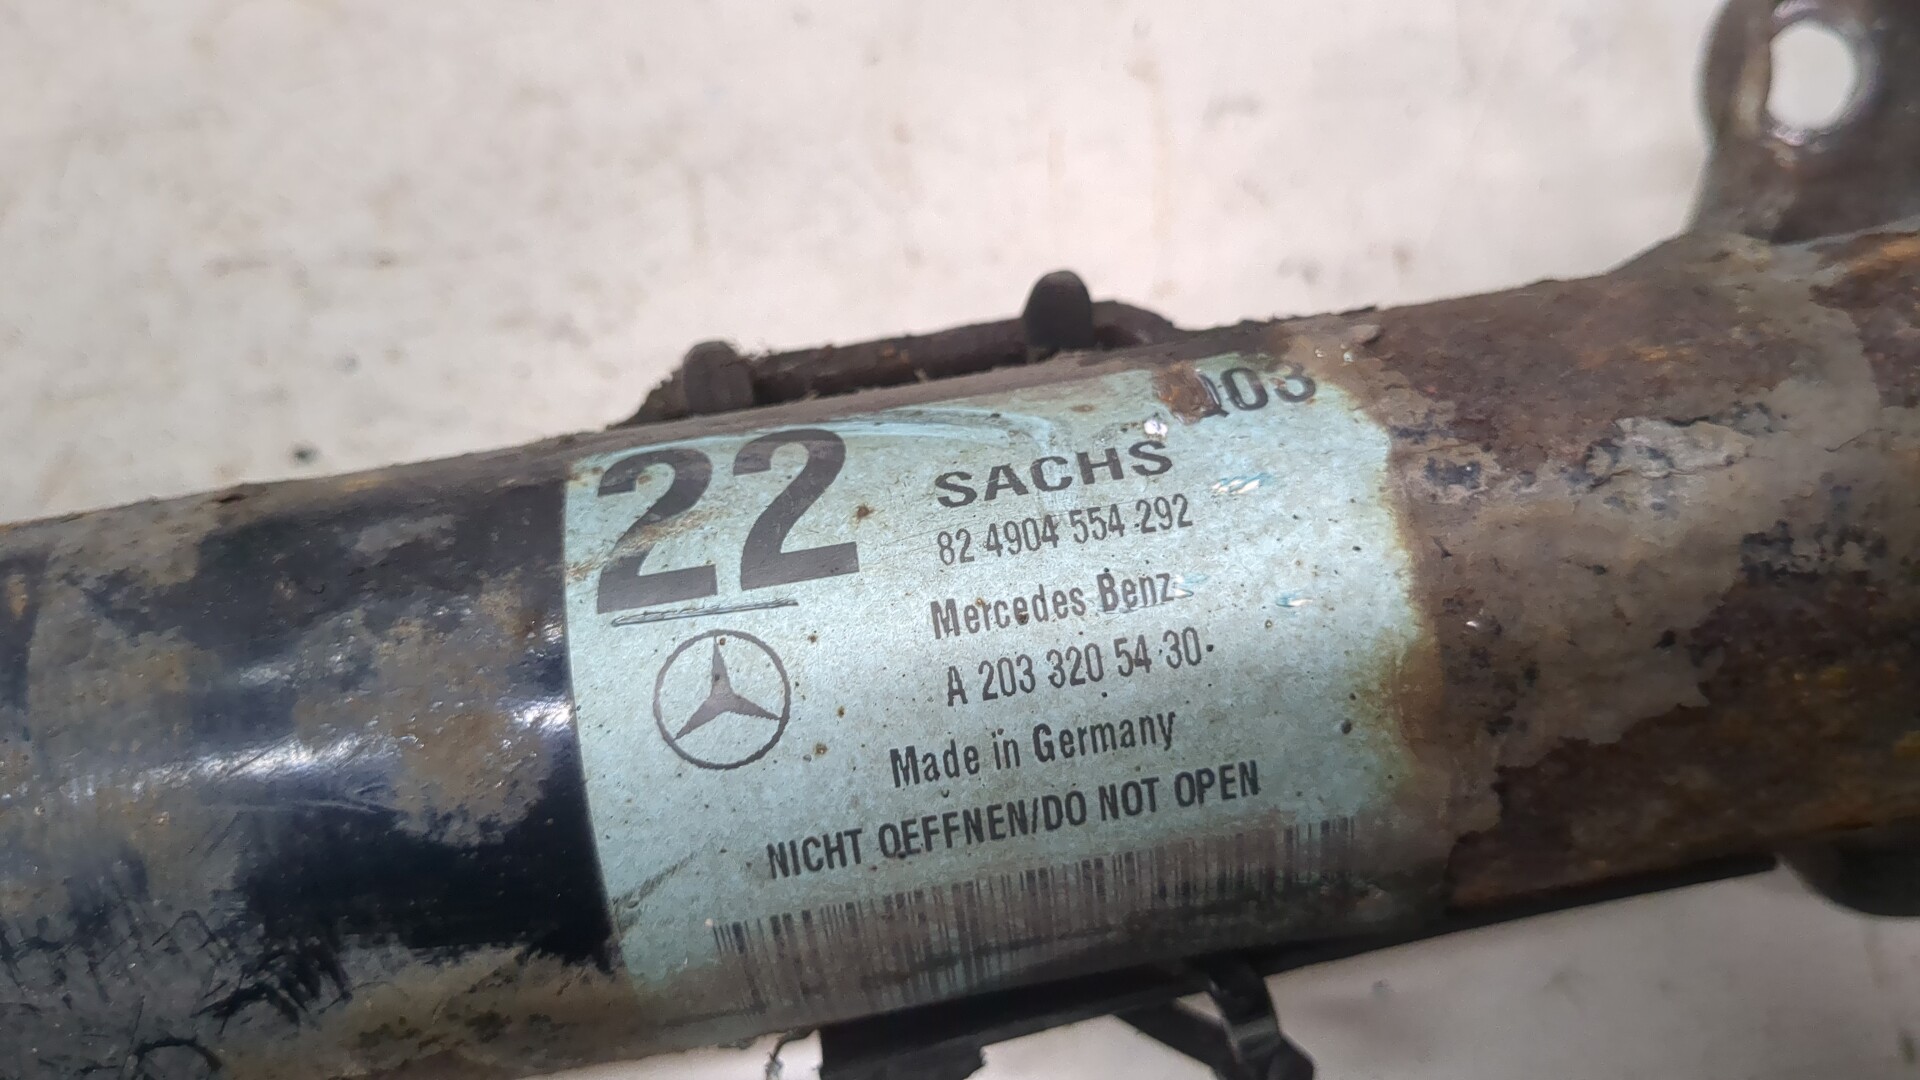 22
SACHS
82 4904 554 292
Mercedes Benz
A 203 320 54 30
Made in Germany
NICHT OEFFNEN/DO NOT OPEN